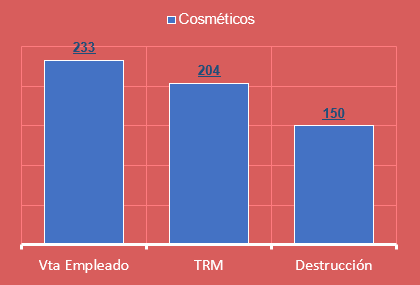 Cosméticos
233
204
150
Vta Empleado
TRM
Destrucción